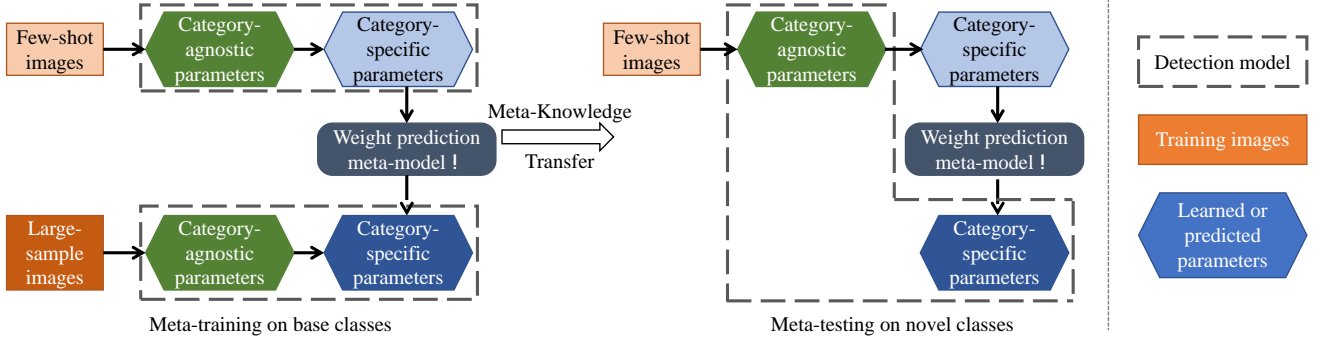 Few-shot
images
Category-
agnostic
parameters
Category-
specific
parameters
Weight prediction
meta-model !
Large-
sample
images
Category-
agnostic
parameters
Category-
specific
parameters
Meta-training on base classes
Meta-Knowledge
Transfer
Few-shot
images
Category-
agnostic
parameters
Category-
specific
parameters
Weight prediction
meta-model !
Category-
specific
parameters
Meta-testing on novel classes
Detection model
Training images
Learned or
predicted
parameters